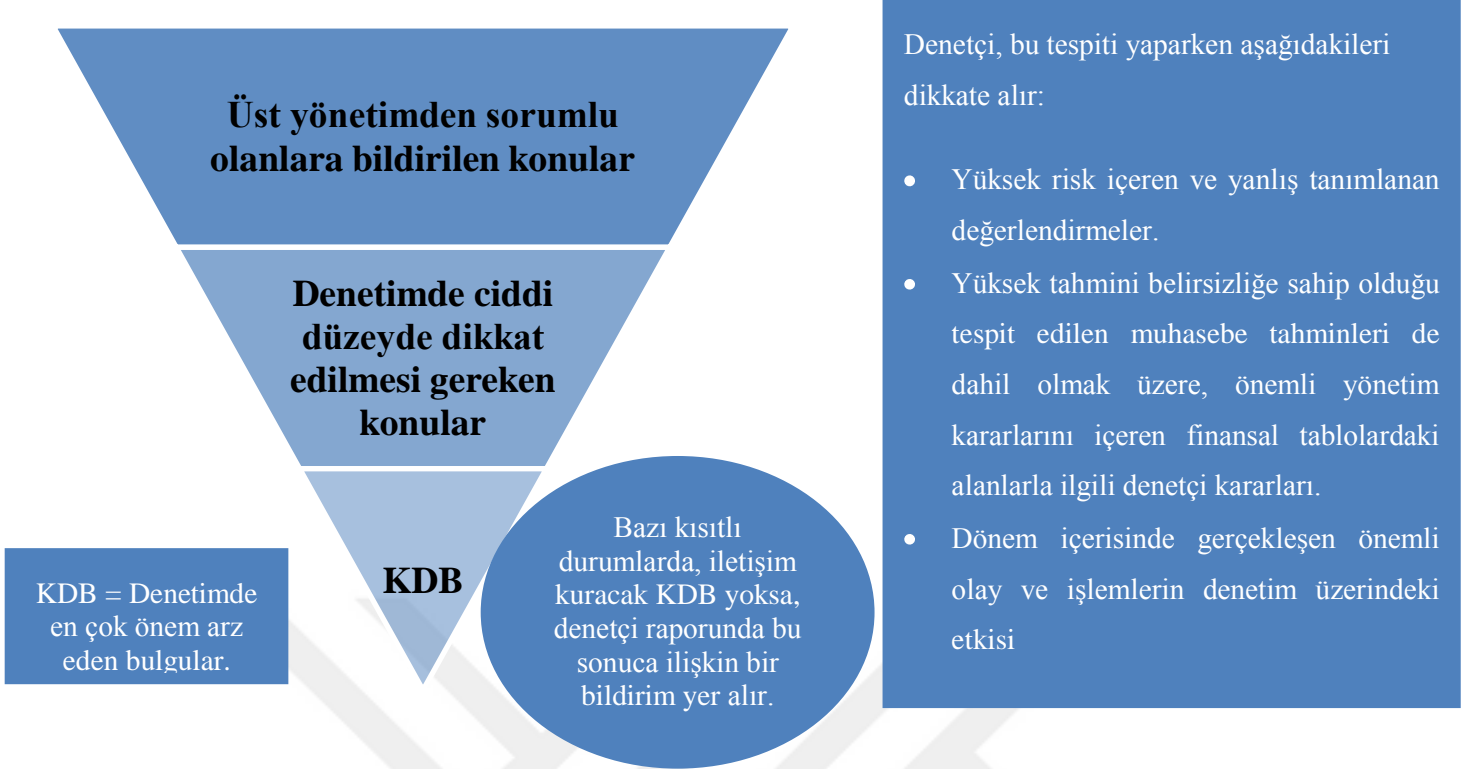 Üst yönetimden sorumlu
olanlara bildirilen konular
Denetimde ciddi
düzeyde dikkat
edilmesi gereken
konular
KDB
KDB = Denetimde
en çok önem arz
eden bulgular.
Bazı kısıtlı
durumlarda, iletişim
kuracak KDB yoksa,
denetçi raporunda bu
sonuca ilişkin bir
bildirim yer alır.
Denetçi, bu tespiti yaparken aşağıdakileri
dikkate alır:
• Yüksek risk içeren ve yanlış tanımlanan
değerlendirmeler.
• Yüksek tahmini belirsizliğe sahip olduğu
tespit edilen muhasebe tahminleri de
dahil olmak üzere, önemli yönetim
kararlarını içeren finansal tablolardaki
alanlarla ilgili denetçi kararları.
• Dönem içerisinde gerçekleşen önemli
olay ve işlemlerin denetim üzerindeki
etkisi